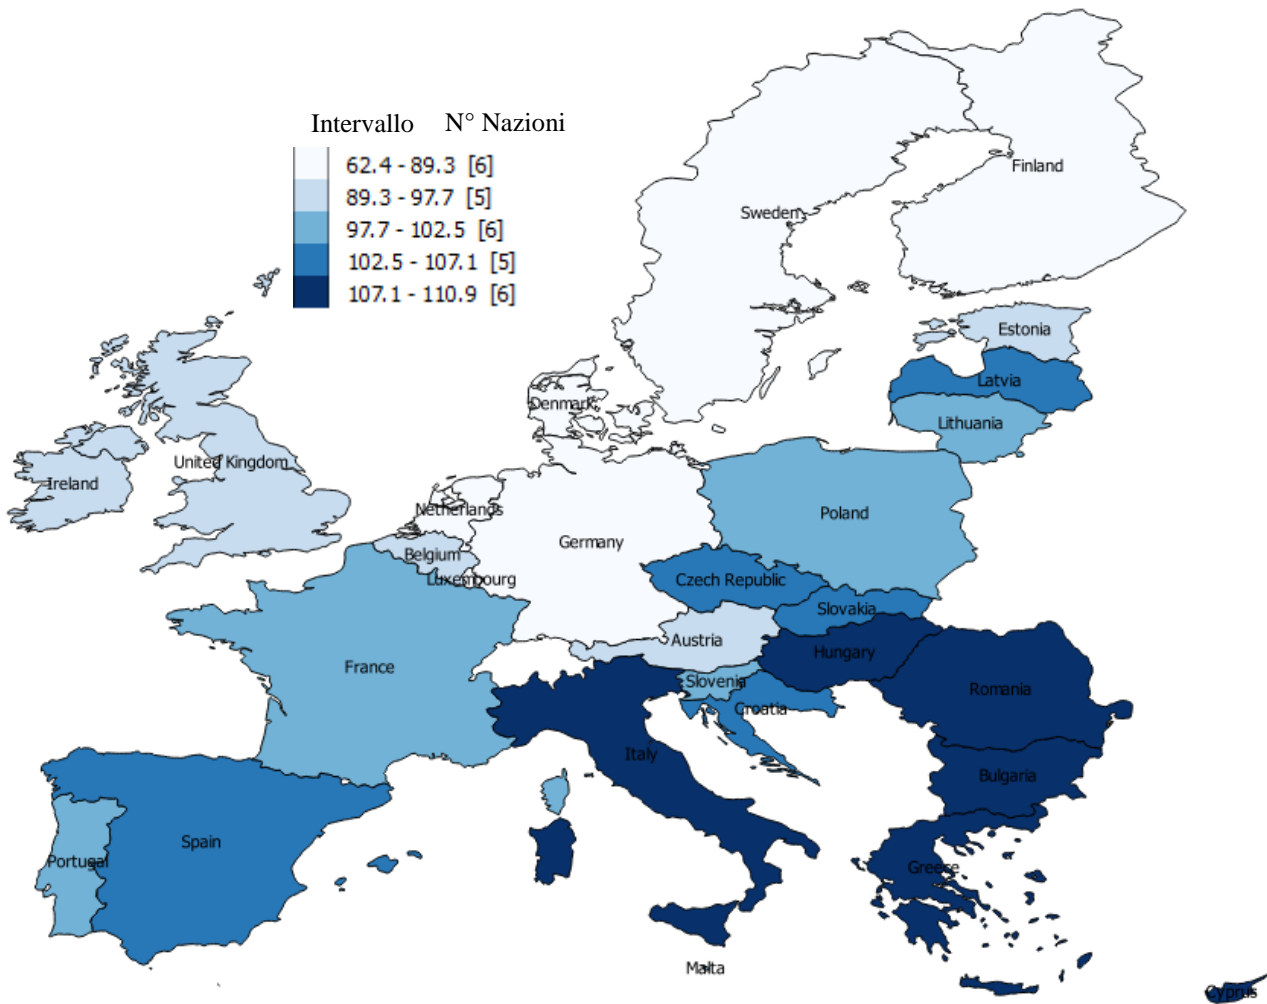 Intervallo N° Nazioni
62.4 - 89.3 [6]
89.3 - 97.7 [5]
97.7 - 102.5 [6]
102.5 - 107.1 [5]
107.1 - 110.9 [6]
Finland
Sweden
Estonia
Latvia
Denmark
Lithuania
United Kingdom
Ireland
Netherlands
Poland
Germany
Belgium
Luxembourg
Czech Republic
Slovakia
Austria
Hungary
France
Slovenia
Romania
Croatia
Italy
Bulgaria
Spain
Portugal
Greece
Malta
Cyprus